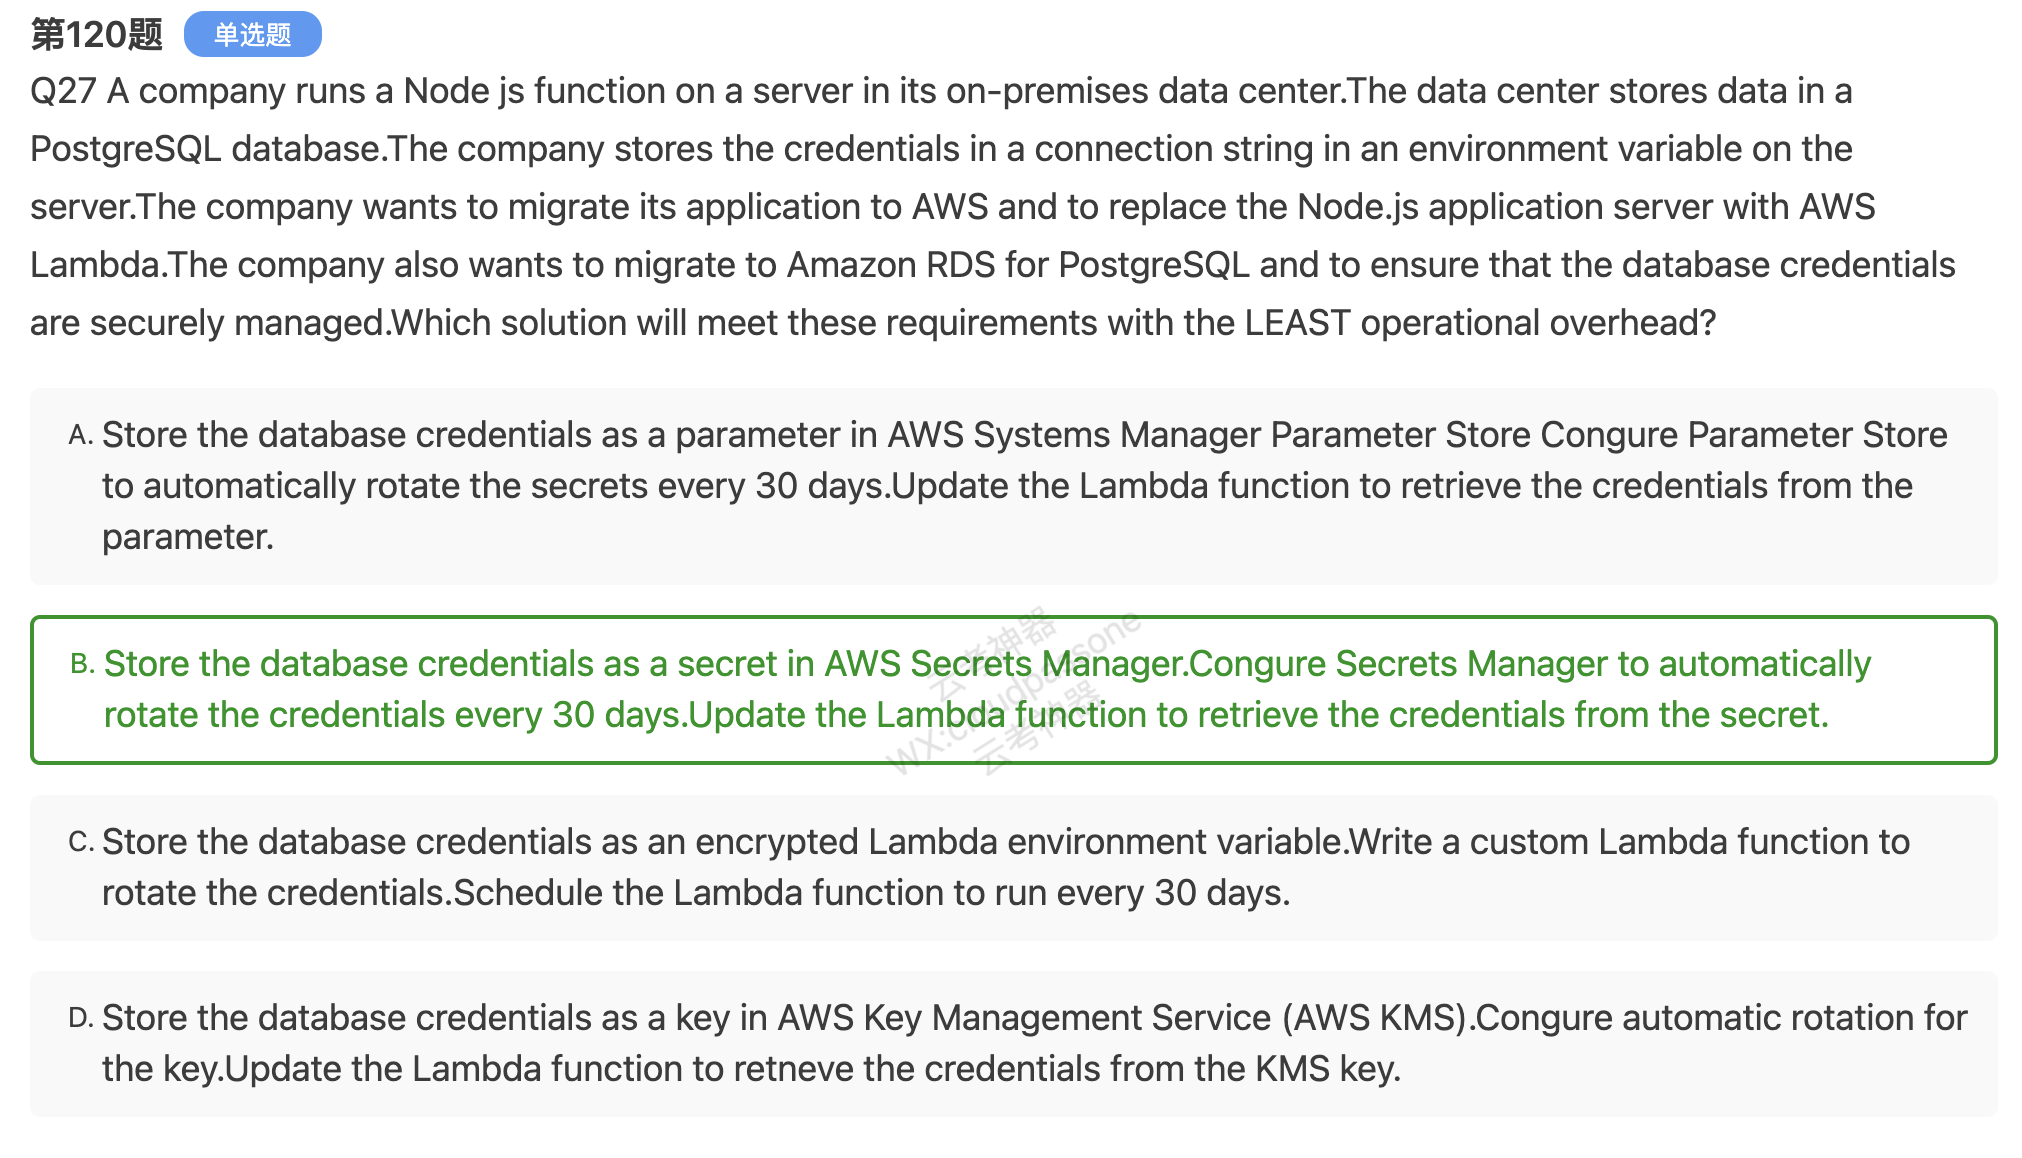 第120题 单选题
Q27 A company runs a Node js function on a server in its on-premises data center.The data center stores data in a
PostgreSQL database.The company stores the credentials in a connection string in an environment variable on the
server.The company wants to migrate its application to AWS and to replace the Node.js application server with AWS
Lambda.The company also wants to migrate to Amazon RDS for PostgreSQL and to ensure that the database credentials
are securely managed.Which solution will meet these requirements with the LEAST operational overhead?
A. Store the database credentials as a parameter in AWS Systems Manager Parameter Store Congure Parameter Store
to automatically rotate the secrets every 30 days.Update the Lambda function to retrieve the credentials from the
parameter.
B. Store the database credentials as a secret in AWS Secrets Manager.Congure Secrets Manager to automatically
rotate the credentials every 30 days.Update the Lambda function to retrieve the credentials from the secret.
云考神器
WX:cloudpassone
云考神器
C. Store the database credentials as an encrypted Lambda environment variable.Write a custom Lambda function to
rotate the credentials.Schedule the Lambda function to run every 30 days.
D. Store the database credentials as a key in AWS Key Management Service (AWS KMS).Congure automatic rotation for
the key.Update the Lambda function to retneve the credentials from the KMS key.